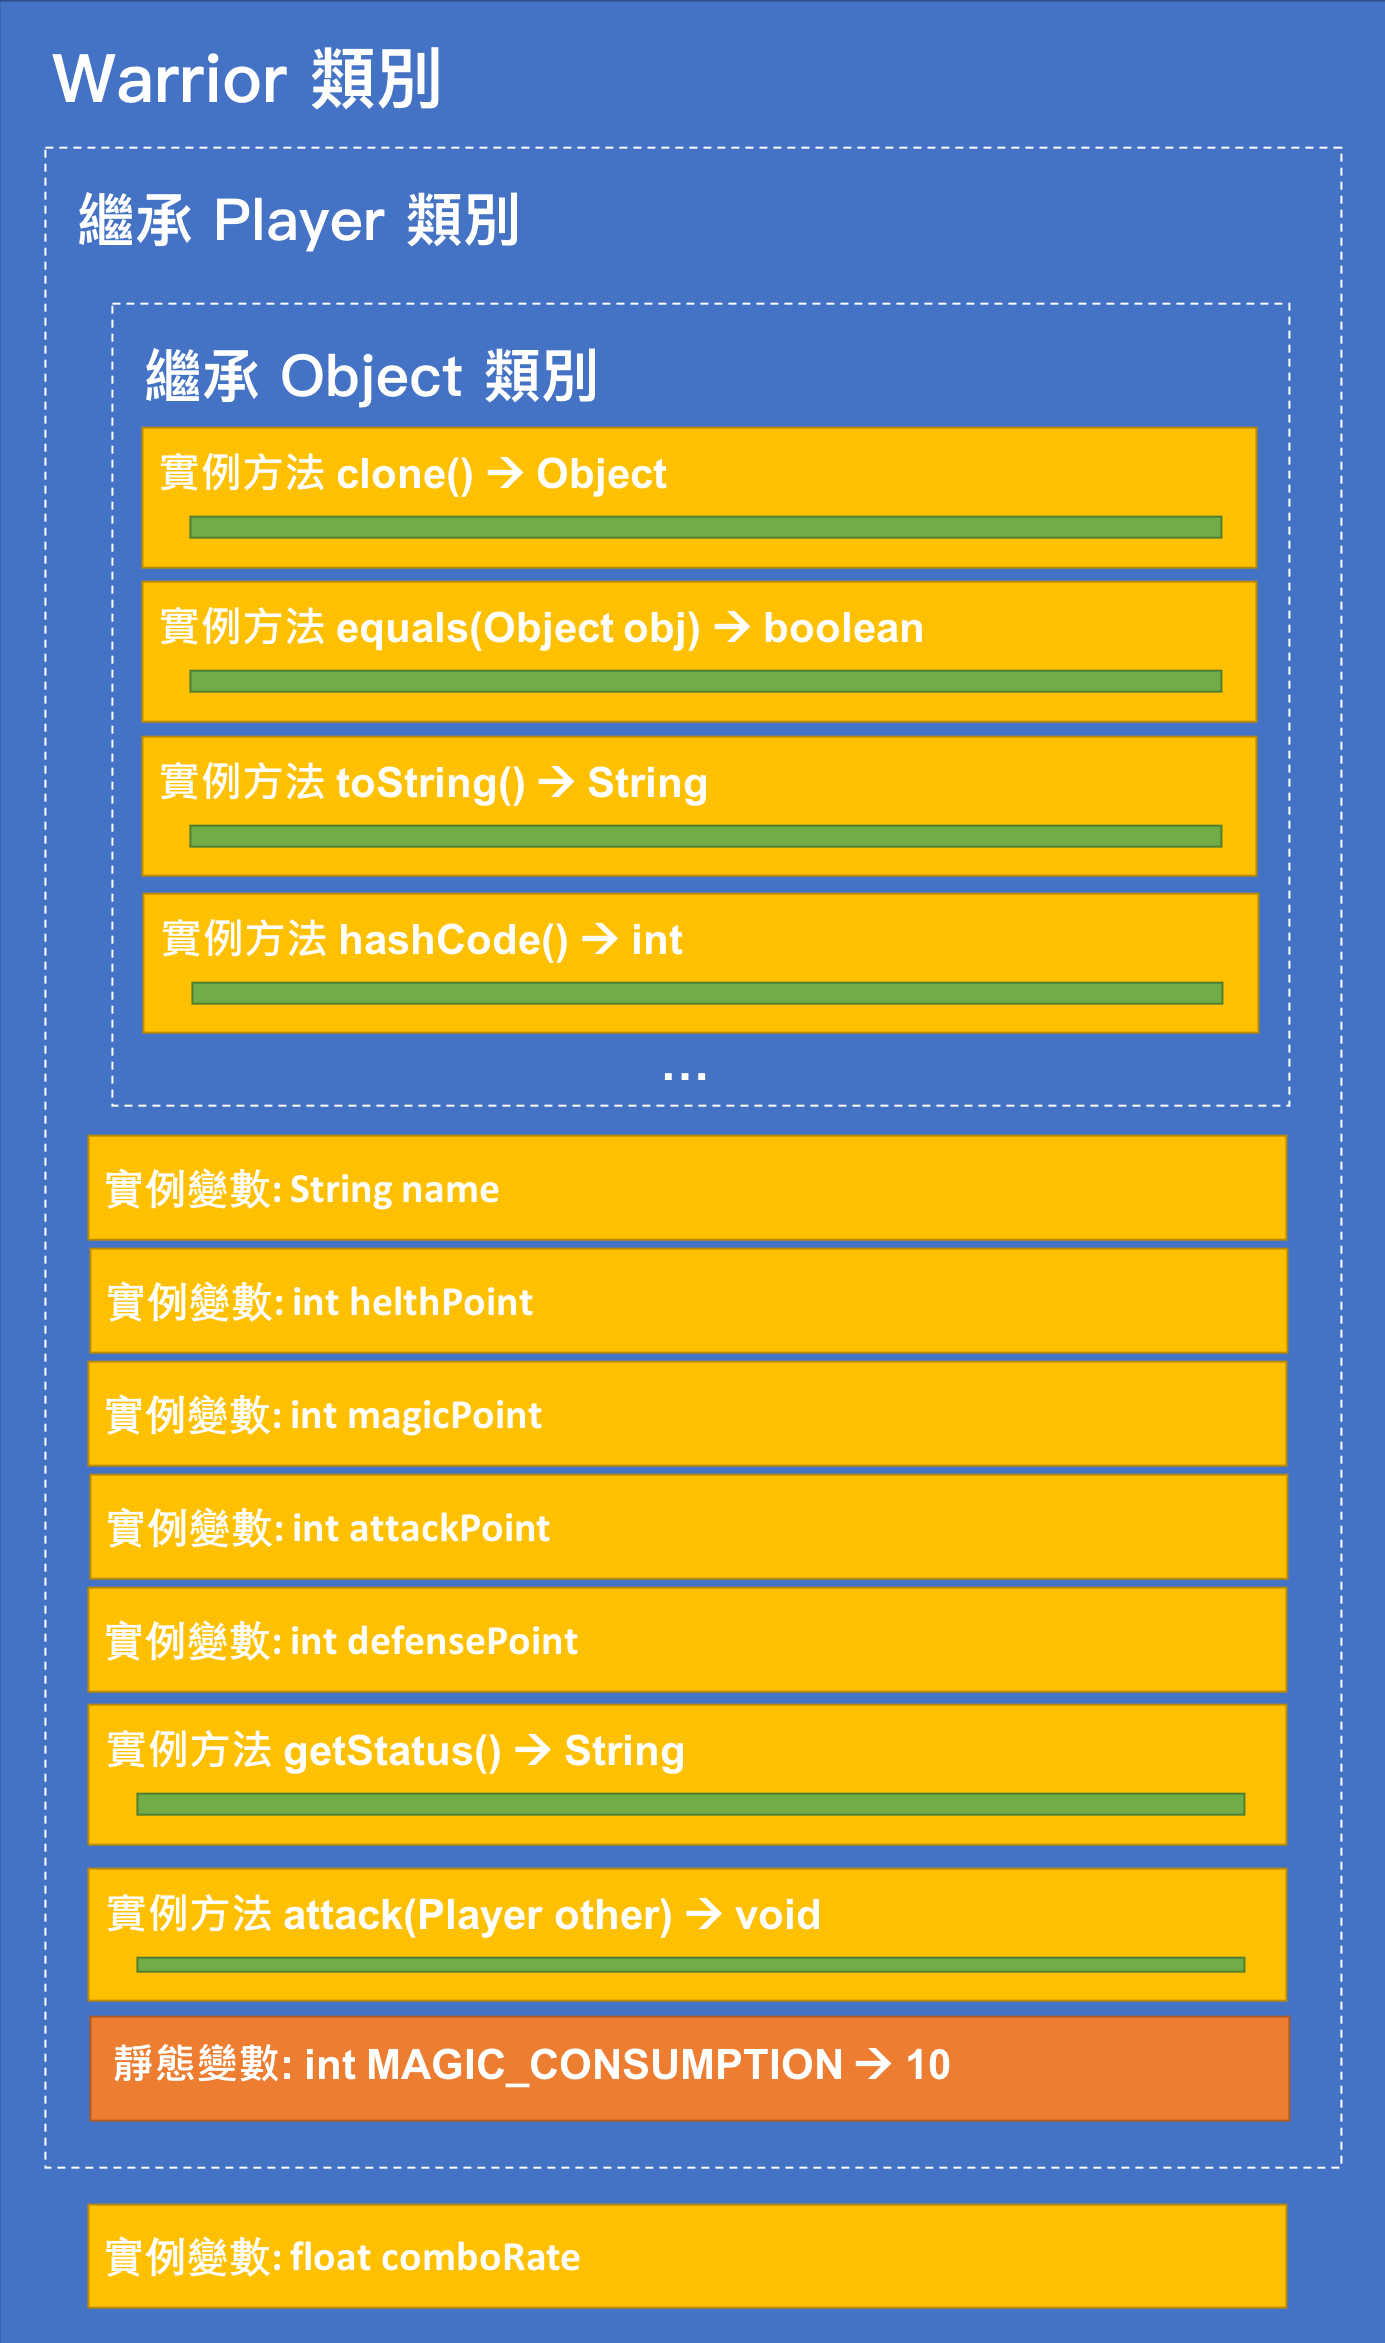 Warrior 類別
繼承 Player 類別
繼承 Object 類別
實例方法 clone() → Object
實例方法 equals(Object obj) → boolean
實例方法 toString() → String
實例方法 hashCode() → int
...
實例變數: String name
實例變數: int helthPoint
實例變數: int magicPoint
實例變數: int attackPoint
實例變數: int defensePoint
實例方法 getStatus() → String
實例方法 attack(Player other) → void
靜態變數: int MAGIC_CONSUMPTION → 10
實例變數: float comboRate